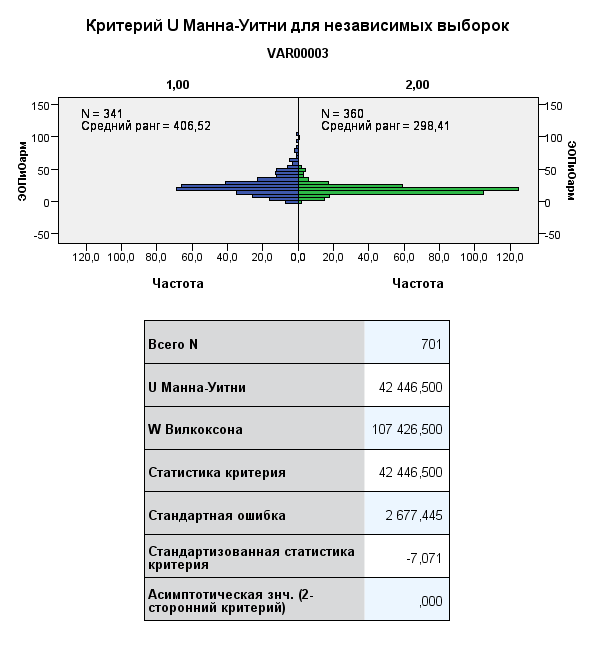 Критерий U Манна-Уитни для независимых выборок
VAR00003
1,00 2,00
N = 341
Средний ранг = 406,52
N = 360
Средний ранг = 298,41
ЭОПибарм
150
100
50
0
-50
150
100
50
0
-50
ЭОПибарм
120,0 100,0 80,0 60,0 40,0 20,0 0,0 20,0 40,0 60,0 80,0 100,0 120,0
Частота Частота
Всего N 701
U Манна-Уитни 42 446,500
W Вилкоксона 107 426,500
Статистика критерия 42 446,500
Стандартная ошибка 2 677,445
Стандартизованная статистика
критерия -7,071
Асимптотическая знч. (2-
сторонний критерий) ,000